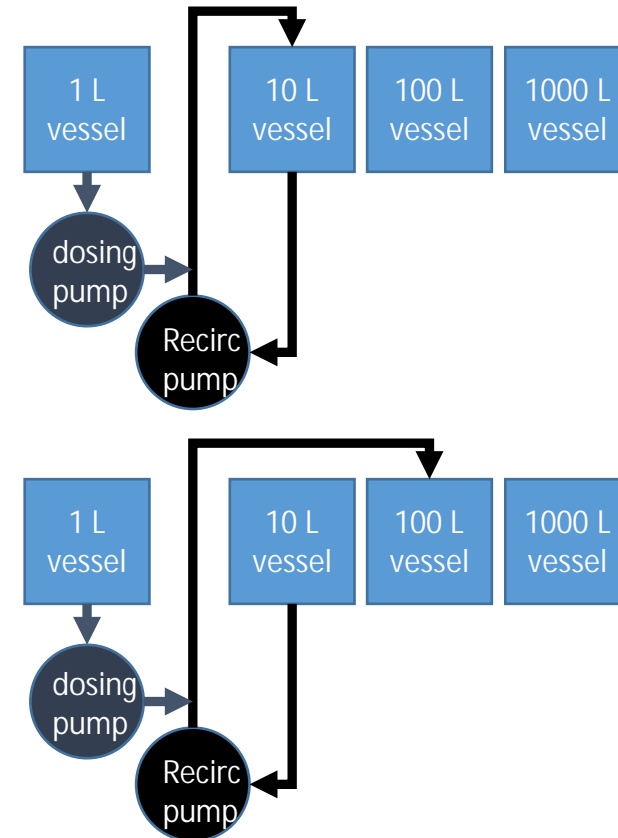 1 L
vessel
10 L
vessel
100 L
vessel
1000 L
vessel
dosing
pump
Recirc
pump
1 L
vessel
10 L
vessel
100 L
vessel
1000 L
vessel
dosing
pump
Recirc
pump